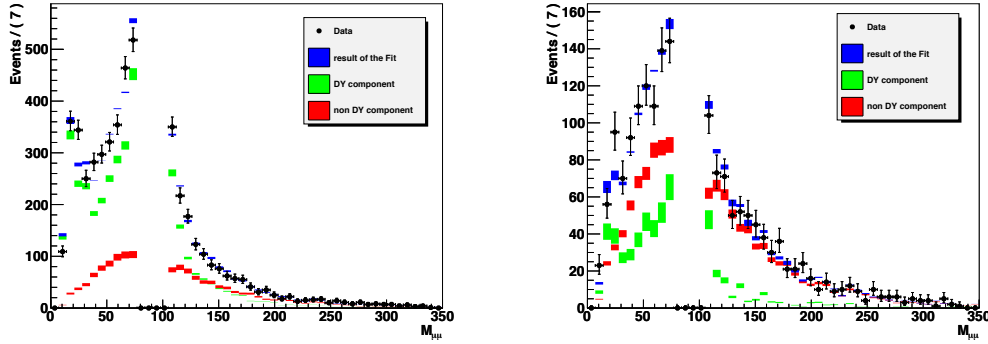 Events / ( 7 )
500
400
300
200
100
0
0 50 100 150 200 250 300 350
M_μμ
Data
result of the Fit
DY component
non DY component
Events / ( 7 )
160
140
120
100
80
60
40
20
0
0 50 100 150 200 250 300 350
M_μμ
Data
result of the Fit
DY component
non DY component